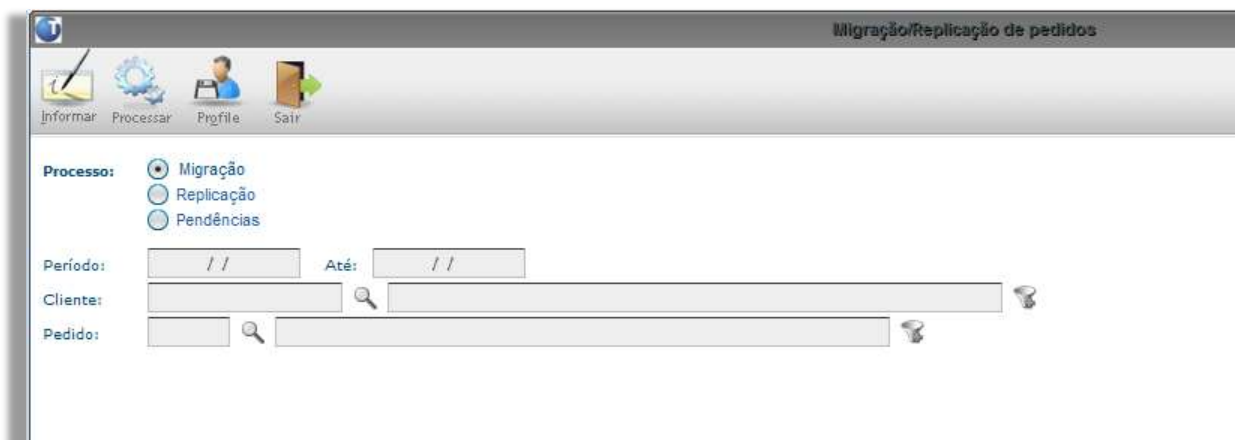 Migração/Replicação de pedidos
Informar Processar Profile Sair
Processo: Migração
Replicação
Pendências
Período: / / Até: / /
Cliente:
Pedido: